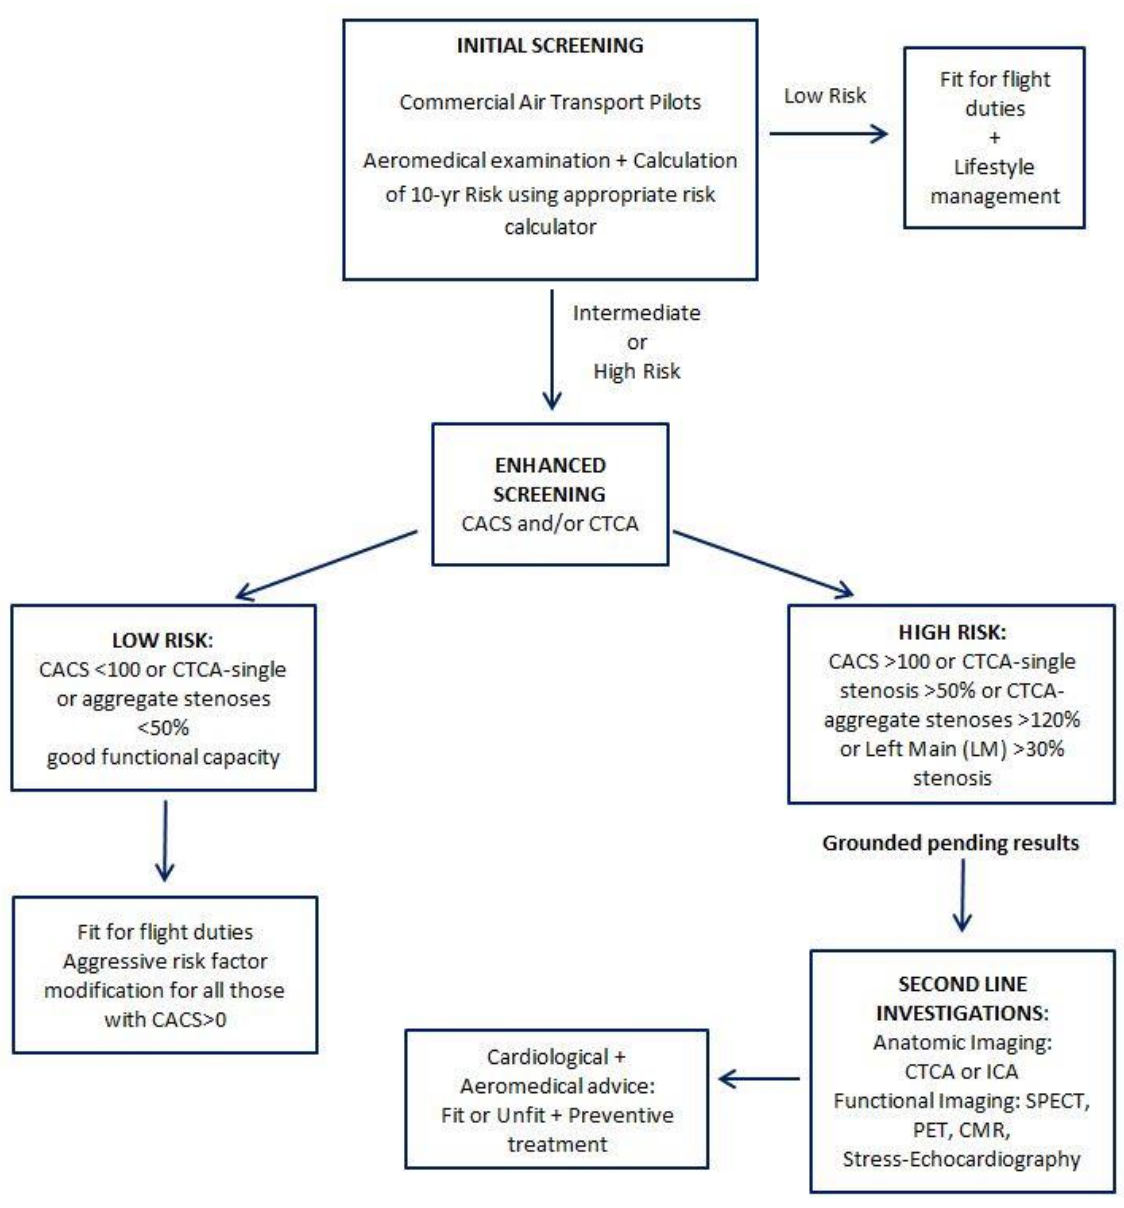 INITIAL SCREENING
Commercial Air Transport Pilots
Aeromedical examination + Calculation
of 10-yr Risk using appropriate risk
calculator
Low Risk
Fit for flight
duties
+
Lifestyle
management
Intermediate
or
High Risk
ENHANCED
SCREENING
CACS and/or CTCA
LOW RISK:
CACS <100 or CTCA-single
or aggregate stenoses
<50%
good functional capacity
HIGH RISK:
CACS >100 or CTCA-single
stenosis >50% or CTCA-
aggregate stenoses >120%
or Left Main (LM) >30%
stenosis
Grounded pending results
Fit for flight duties
Aggressive risk factor
modification for all those
with CACS>0
SECOND LINE
INVESTIGATIONS:
Anatomic Imaging:
CTCA or ICA
Functional Imaging: SPECT,
PET, CMR,
Stress-Echocardiography
Cardiological +
Aeromedical advice:
Fit or Unfit + Preventive
treatment